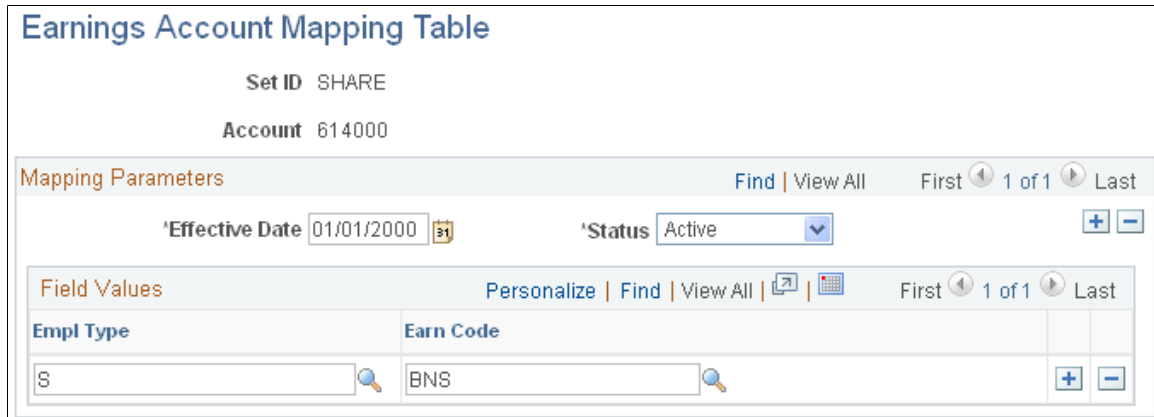 Earnings Account Mapping Table
Set ID SHARE
Account 614000
Mapping Parameters Find | View All First 1 of 1 Last
*Effective Date 01/01/2000 31 *Status Active
Field Values Personalize | Find | View All | | First 1 of 1 Last
Empl Type Earn Code
S BNS